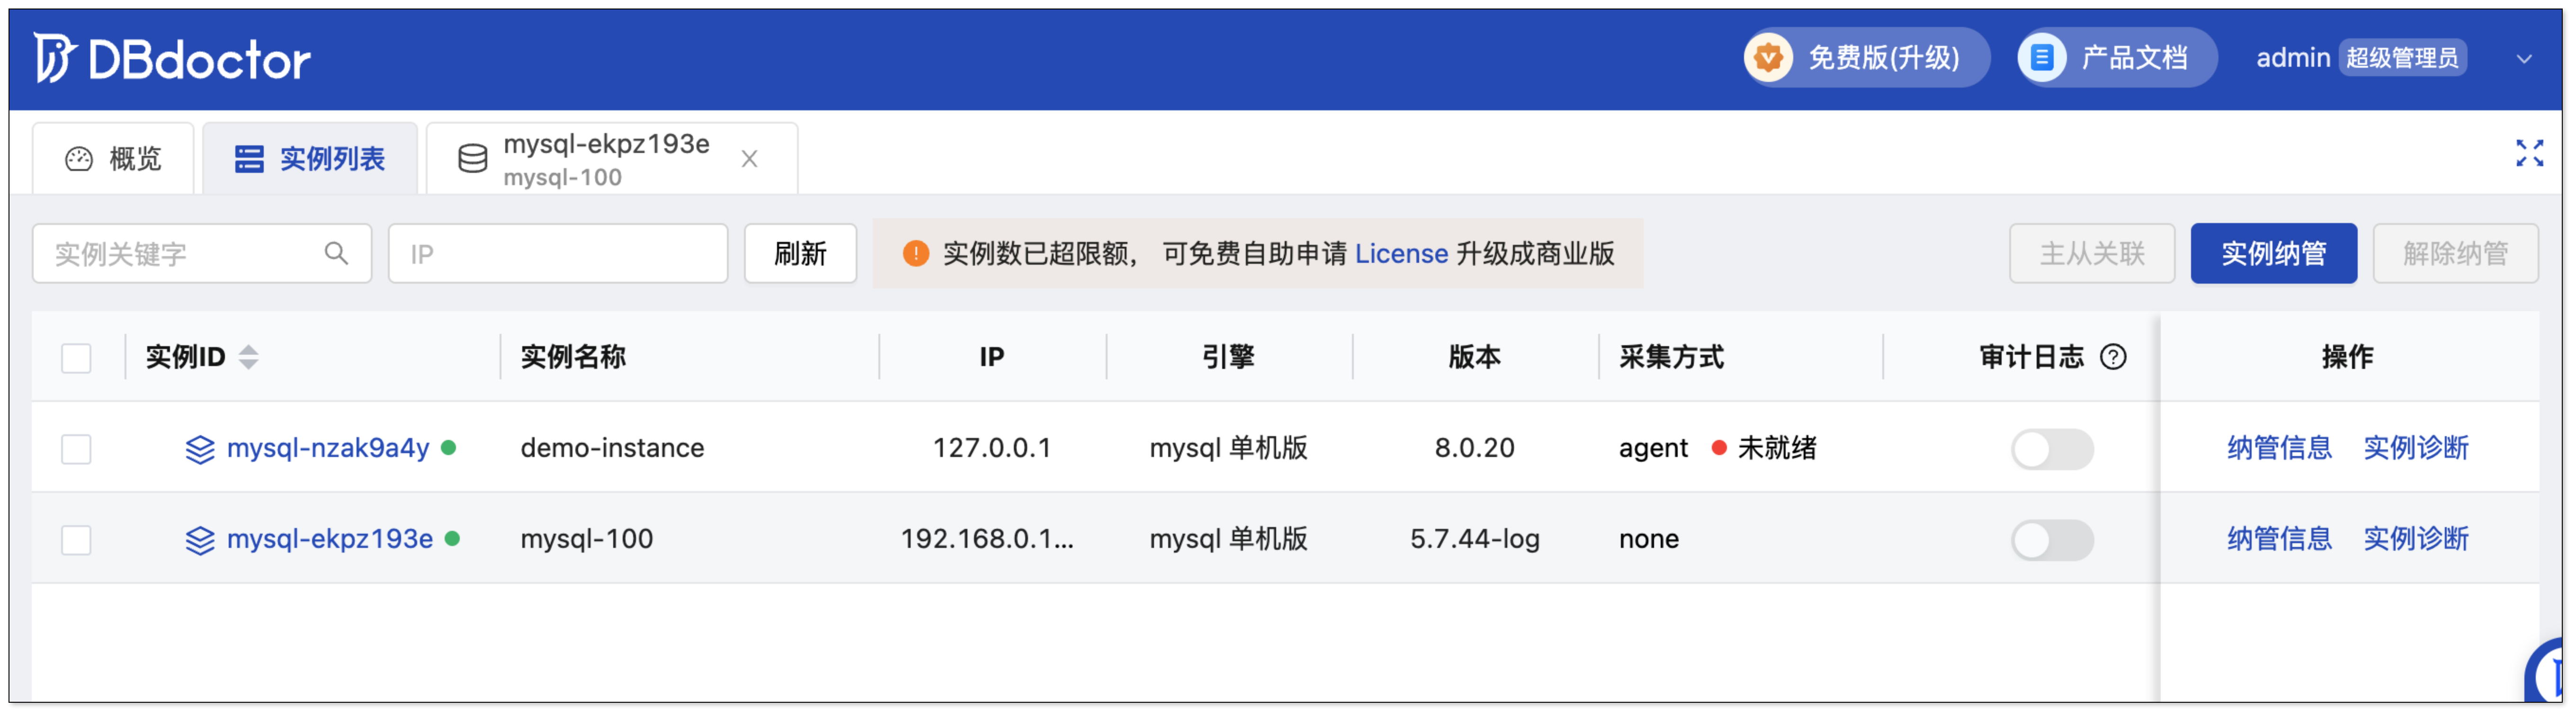 DBdoctor
免费版(升级)
产品文档
admin 超级管理员
概览
实例列表
mysql-ekpz193e
mysql-100
实例关键字
IP
刷新
实例数已超限额， 可免费自助申请 License 升级成商业版
主从关联
实例纳管
解除纳管
实例ID 实例名称 IP 引擎 版本 采集方式 审计日志 操作
mysql-nzak9a4y demo-instance 127.0.0.1 mysql 单机版 8.0.20 agent 未就绪 纳管信息 实例诊断
mysql-ekpz193e mysql-100 192.168.0.1... mysql 单机版 5.7.44-log none 纳管信息 实例诊断